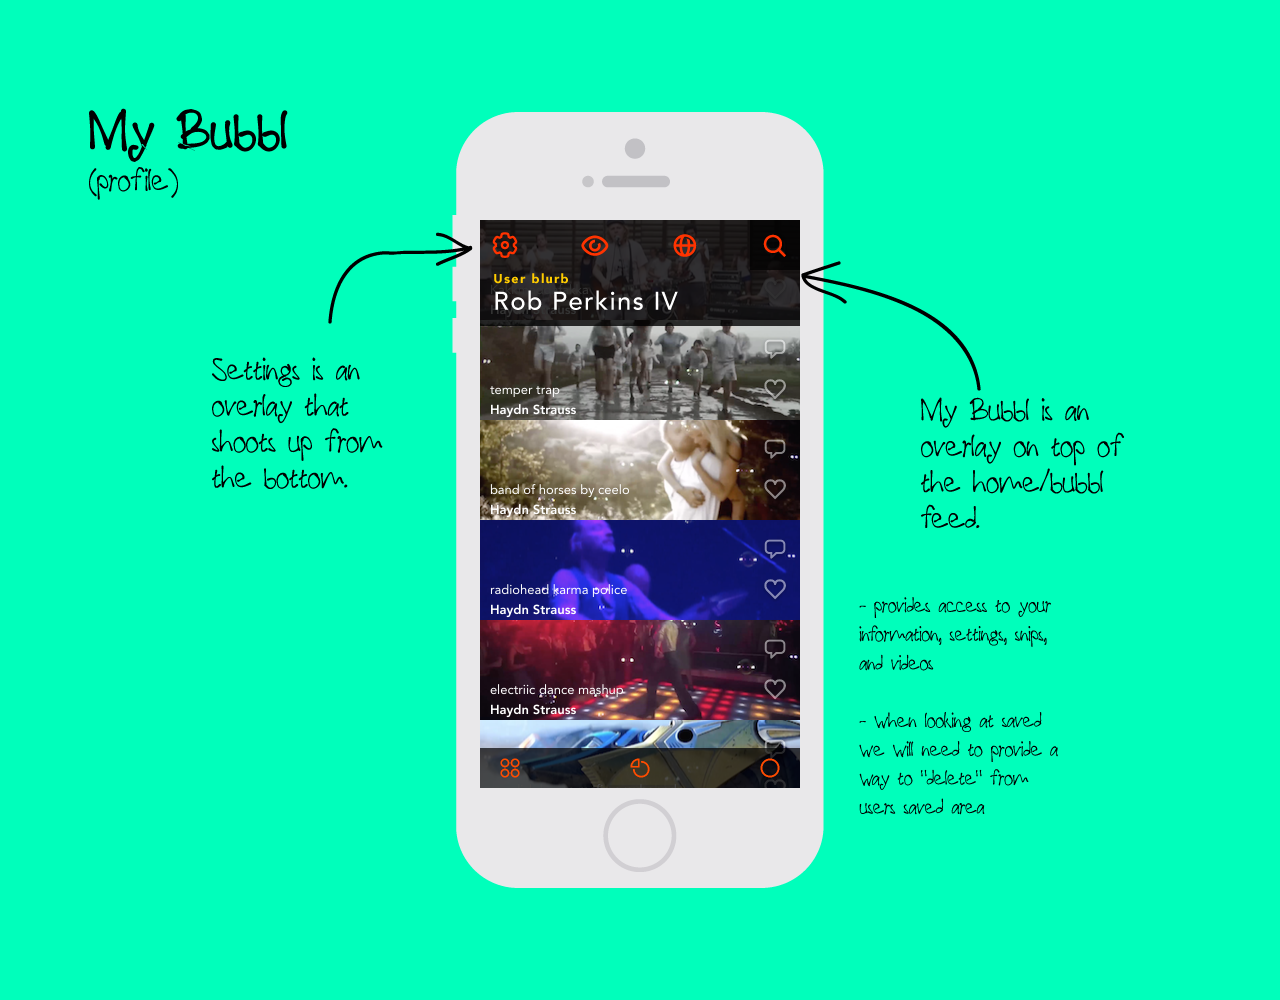 My Bubbl
(profile)
User blurb
Rob Perkins IV
Haydn Strauss
temper trap
Haydn Strauss
band of horses by ceelo
Haydn Strauss
radiohead karma police
Haydn Strauss
electriic dance mashup
Haydn Strauss
Settings is an
overlay that
shoots up from
the bottom.
My Bubbl is an
overlay on top of
the home/bubbl
feed.
- provides access to your
information, settings, snips,
and videos
- when looking at saved
we will need to provide a
way to "delete" from
users saved area